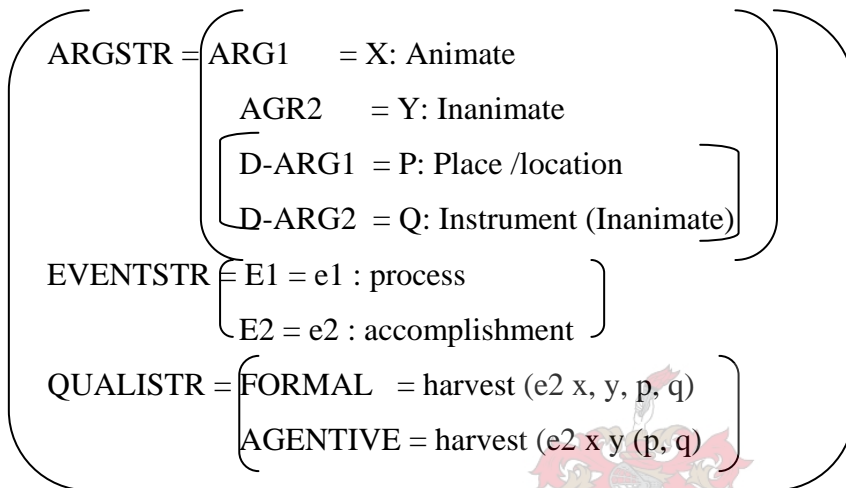 ARGSTR = ARG1 = X: Animate
AGR2 = Y: Inanimate
D-ARG1 = P: Place /location
D-ARG2 = Q: Instrument (Inanimate)
EVENTSTR = E1 = e1 : process
E2 = e2 : accomplishment
QUALISTR = FORMAL = harvest (e2 x, y, p, q)
AGENTIVE = harvest (e2 x y (p, q)